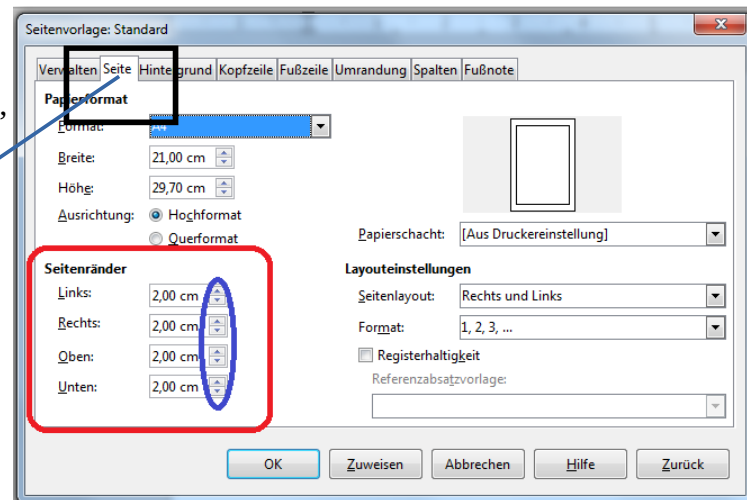 Seitenvorlage: Standard
Verwalten Seite Hintergrund Kopfzeile Fußzeile Umrandung Spalten Fußnote
Papierformat
,
Format: A4
Breite: 21,00 cm
Höhe: 29,70 cm
Ausrichtung: Hochformat
Querformat
Papierschacht: [Aus Druckereinstellung]
Seitenränder
Links: 2,00 cm
Rechts: 2,00 cm
Oben: 2,00 cm
Unten: 2,00 cm
Layouteinstellungen
Seitenlayout: Rechts und Links
Format: 1, 2, 3, ...
Registerhaltigkeit
Referenzabsatzvorlage:
OK Zuweisen Abbrechen Hilfe Zurück